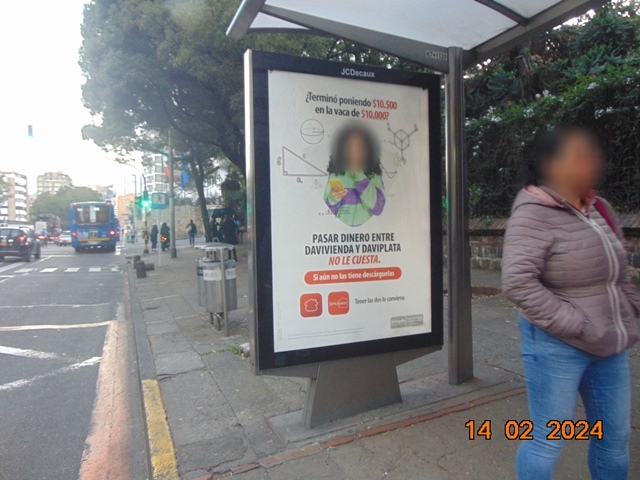 JCDecaux
¿Terminó poniendo $10.500
en la vaca de $10.000?
PASAR DINERO ENTRE
DAVIVIENDA Y DAVIPLATA
NO LE CUESTA.
Si aún no las tiene descárguelas
Tener las dos le conviene
14 02 2024